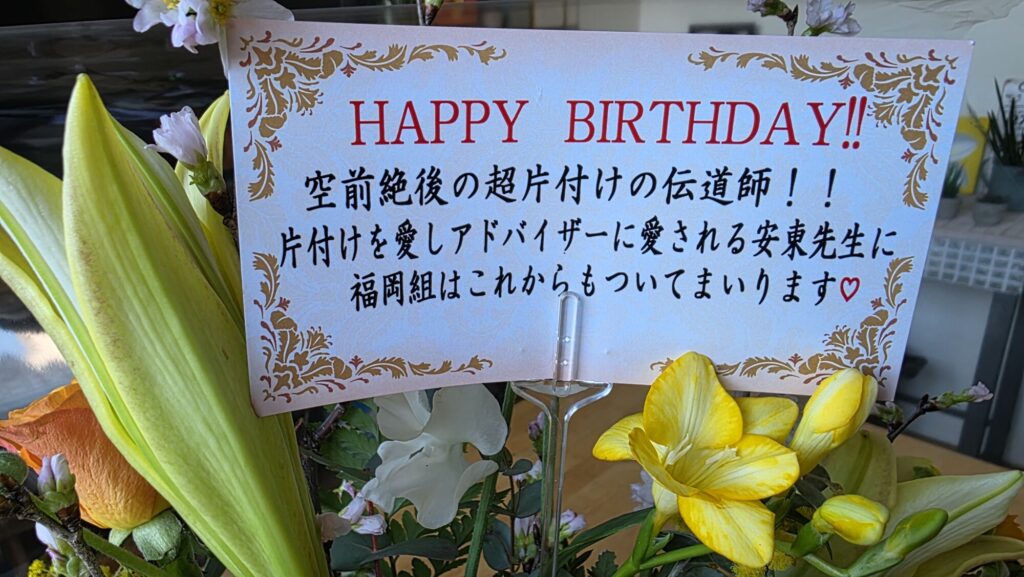 HAPPY BIRTHDAY!!
空前絶後の超片付けの伝道師！！
片付けを愛しアドバイザーに愛される安東先生に
福岡組はこれからもついてまいります♡